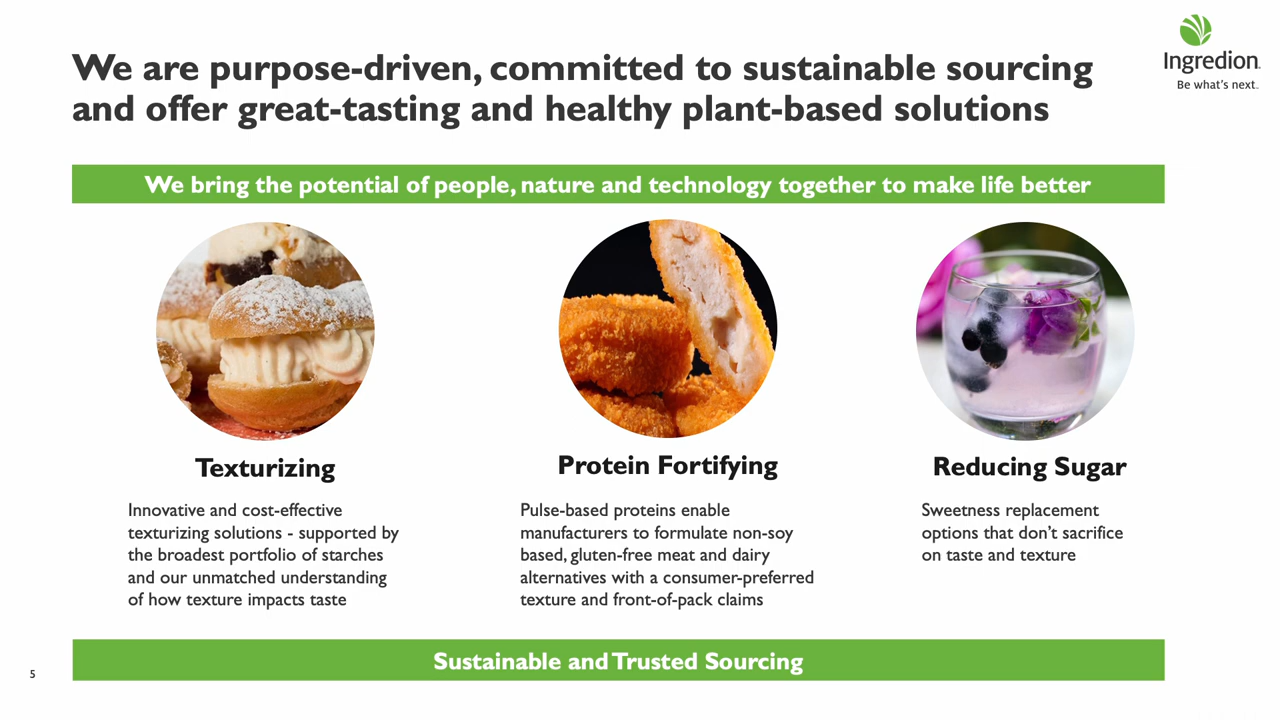 Ingredion
Be what's next.
We are purpose-driven, committed to sustainable sourcing
and offer great-tasting and healthy plant-based solutions
We bring the potential of people, nature and technology together to make life better
Texturizing
Innovative and cost-effective
texturizing solutions - supported by
the broadest portfolio of starches
and our unmatched understanding
of how texture impacts taste
Protein Fortifying
Pulse-based proteins enable
manufacturers to formulate non-soy
based, gluten-free meat and dairy
alternatives with a consumer-preferred
texture and front-of-pack claims
Reducing Sugar
Sweetness replacement
options that don't sacrifice
on taste and texture
Sustainable and Trusted Sourcing
5